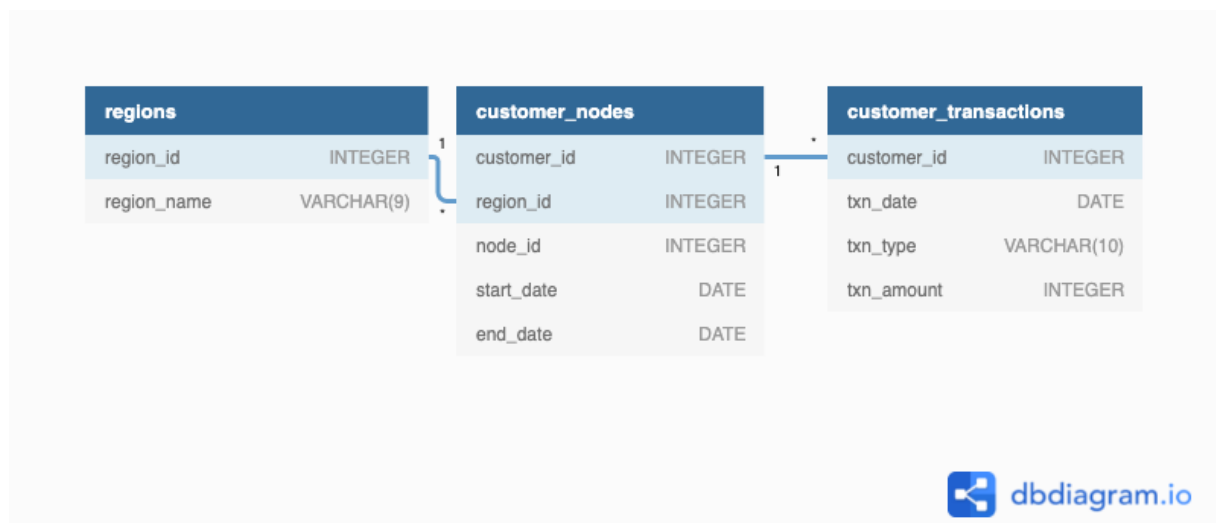 regions
region_id INTEGER
region_name VARCHAR(9)
1
*
customer_nodes
customer_id INTEGER
region_id INTEGER
node_id INTEGER
start_date DATE
end_date DATE
1
*
customer_transactions
customer_id INTEGER
txn_date DATE
txn_type VARCHAR(10)
txn_amount INTEGER
dbdiagram.io